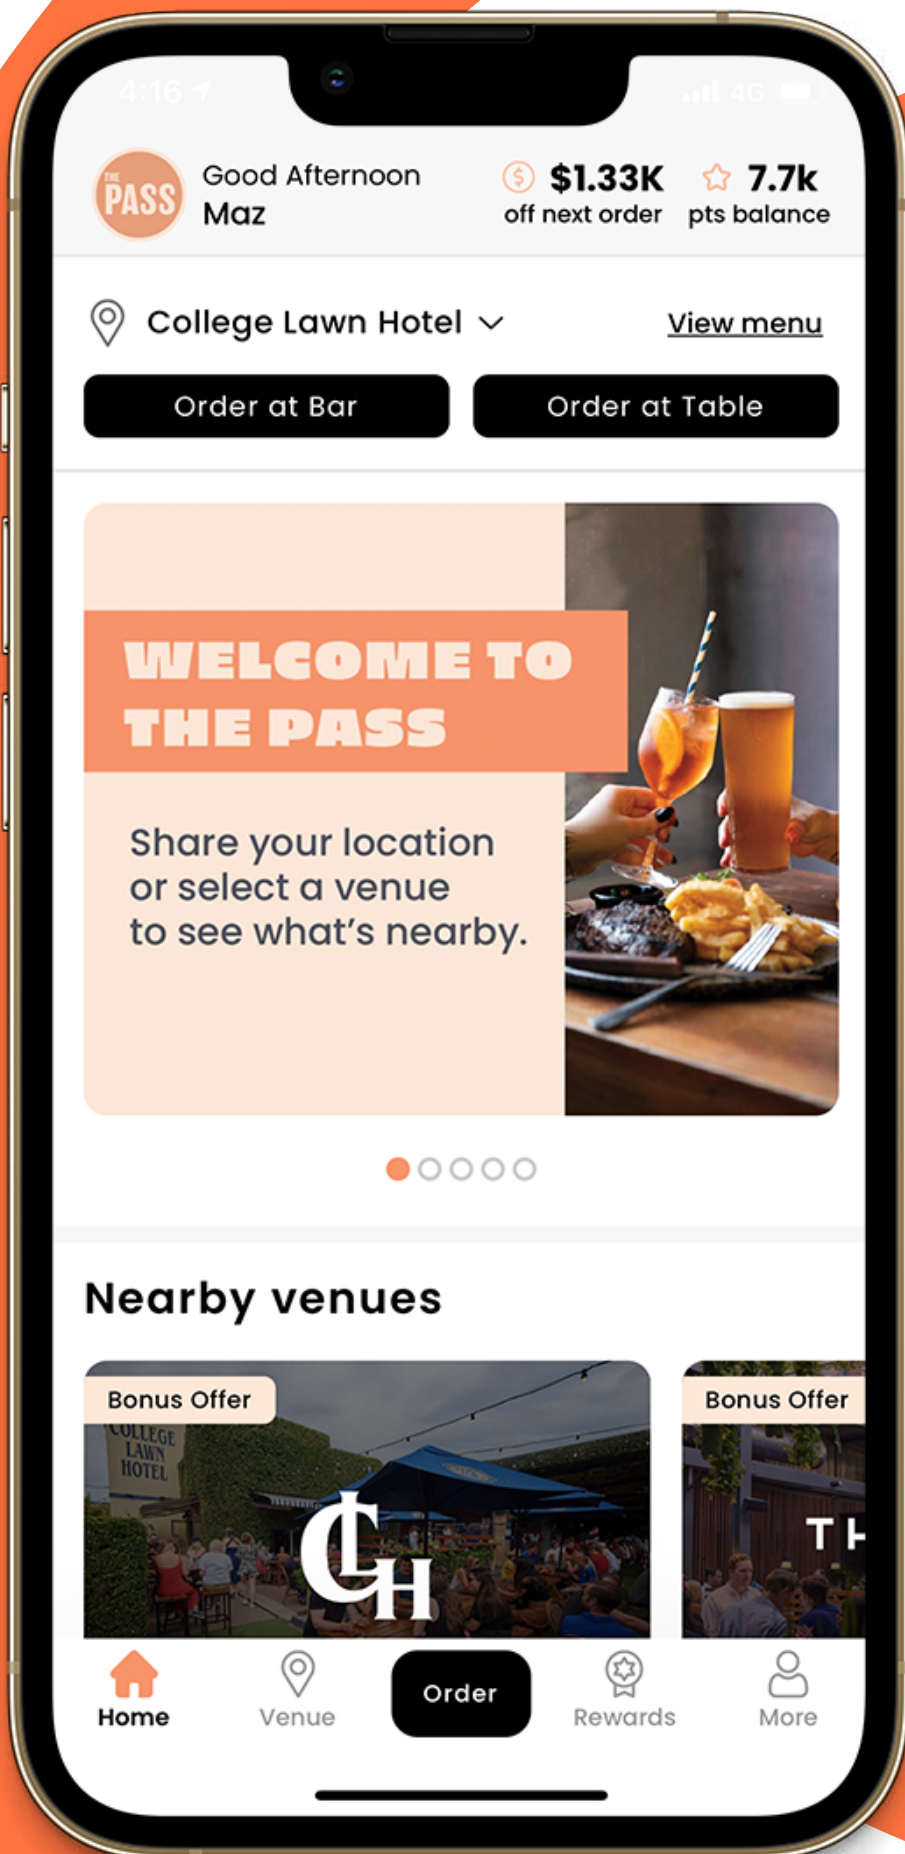 4:16
4G
THE
PASS
Good Afternoon
Maz
$1.33K
off next order
7.7k
pts balance
College Lawn Hotel
View menu
Order at Bar
Order at Table
WELCOME TO
THE PASS
Share your location
or select a venue
to see what's nearby.
Nearby venues
Bonus Offer
COLLEGE
LAWN
HOTEL
CLH
Bonus Offer
TH
Home
Venue
Order
Rewards
More